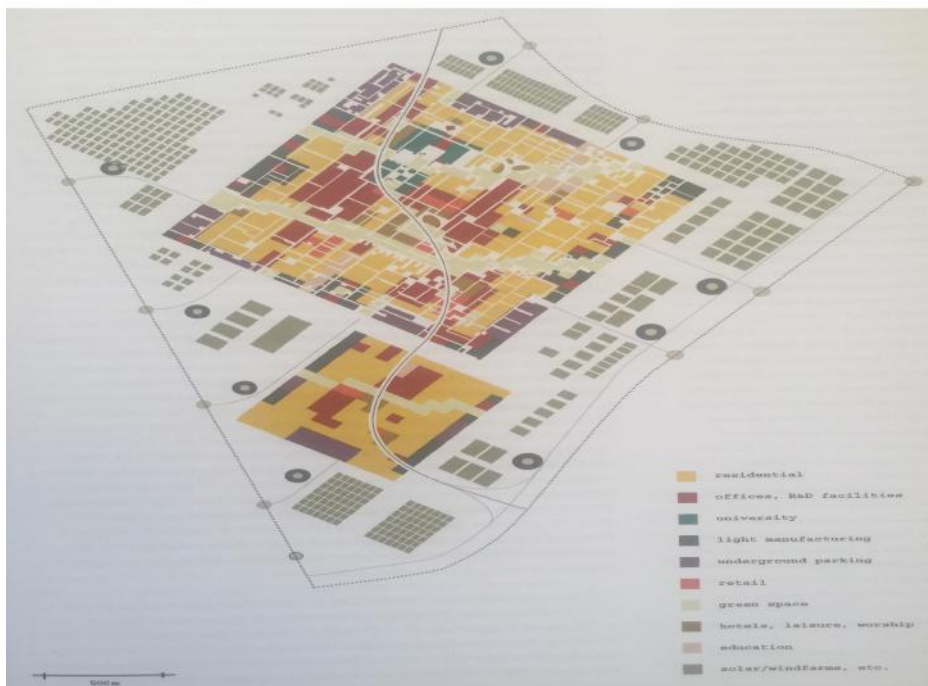 residential
offices, R&D facilities
university
light manufacturing
underground parking
retail
green space
hotels, leisure, worship
education
solar/windfarms, etc.
500m